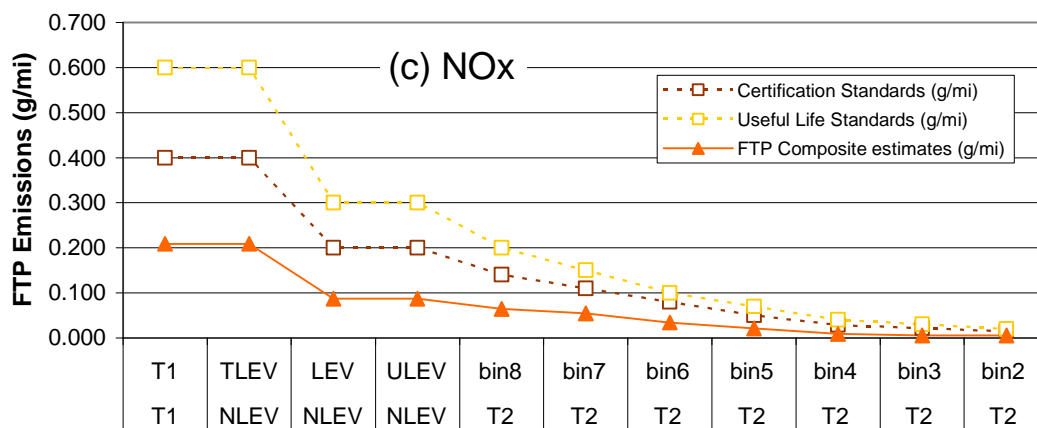 0.700
0.600
0.500
0.400
0.300
0.200
0.100
0.000
FTP Emissions (g/mi)
(c) NOx
Certification Standards (g/mi)
Useful Life Standards (g/mi)
FTP Composite estimates (g/mi)
T1 TLEV LEV ULEV bin8 bin7 bin6 bin5 bin4 bin3 bin2
T1 NLEV NLEV NLEV T2 T2 T2 T2 T2 T2 T2